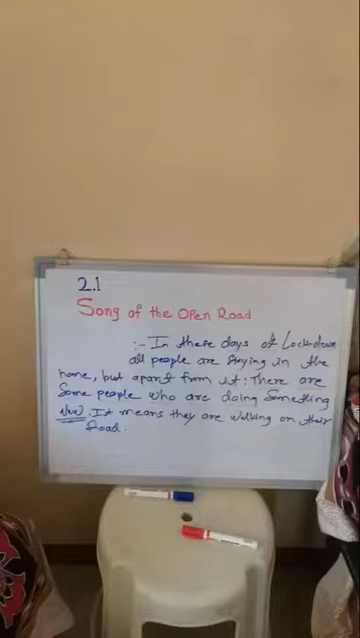 2.1
Song of the Open Road
:- In these days of Lock-down
all people are staying in the
home, but apart from it: There are
Some people who are doing Something
New. It means they are walking on their
Road.